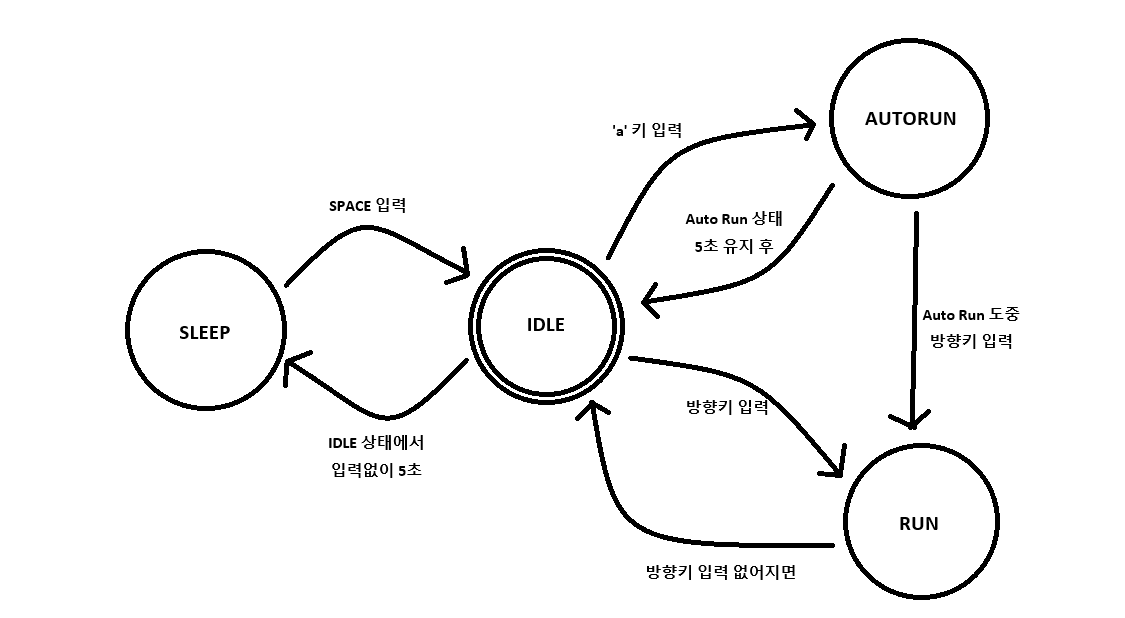 AUTORUN
'a' 키 입력
SPACE 입력
Auto Run 상태
5초 유지 후
SLEEP
IDLE
Auto Run 도중
방향키 입력
방향키 입력
IDLE 상태에서
입력없이 5초
RUN
방향키 입력 없어지면